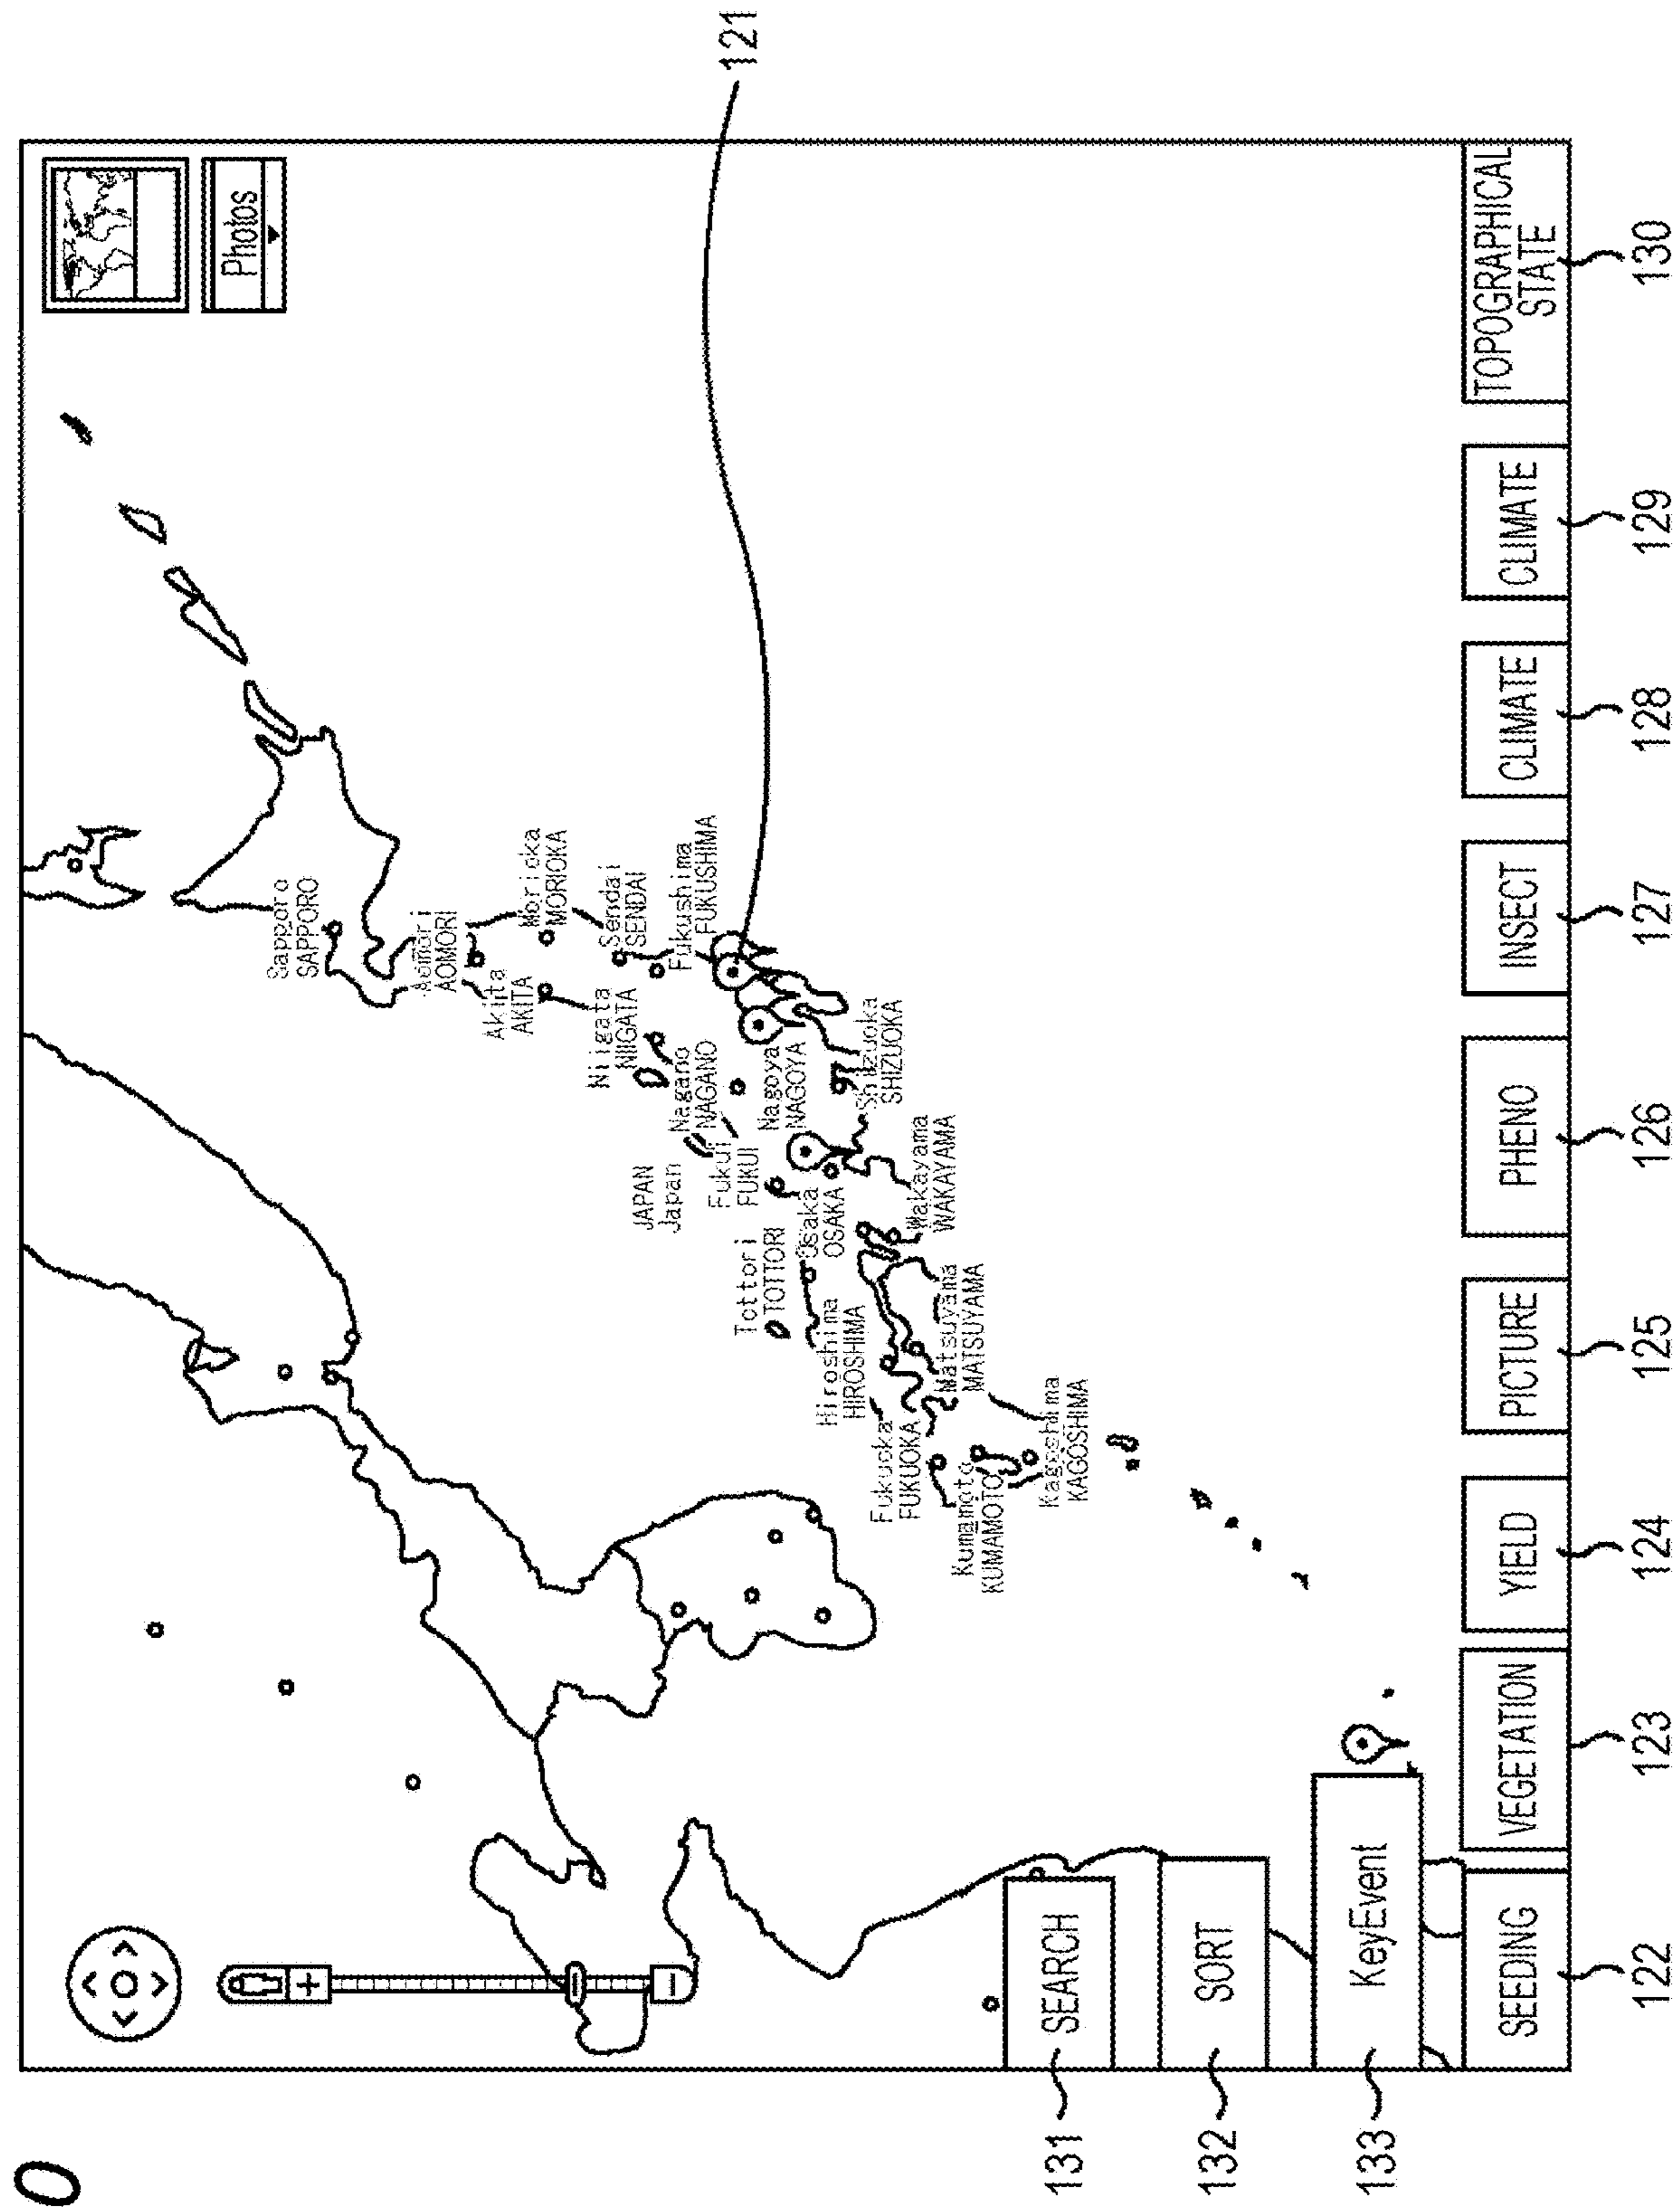 0
Photos
121
Sapporo
SAPPORO
Aomori
AOMORI
Akita
AKITA
Morioka
MORIOKA
Sendai
SENDAI
Niigata
NIIGATA
Fukushima
FUKUSHIMA
JAPAN
Japan
Nagano
NAGANO
Fukui
FUKUI
Nagoya
NAGOYA
Tottori
TOTTORI
Osaka
OSAKA
Shizuoka
SHIZUOKA
Hiroshima
HIROSHIMA
Wakayama
WAKAYAMA
Fukuoka
FUKUOKA
Matsuyama
MATSUYAMA
Kumamoto
KUMAMOTO
Kagoshima
KAGOSHIMA
131
SEARCH
132
SORT
133
KeyEvent
SEEDING
VEGETATION
YIELD
PICTURE
PHENO
INSECT
CLIMATE
CLIMATE
TOPOGRAPHICAL
STATE
122
123
124
125
126
127
128
129
130